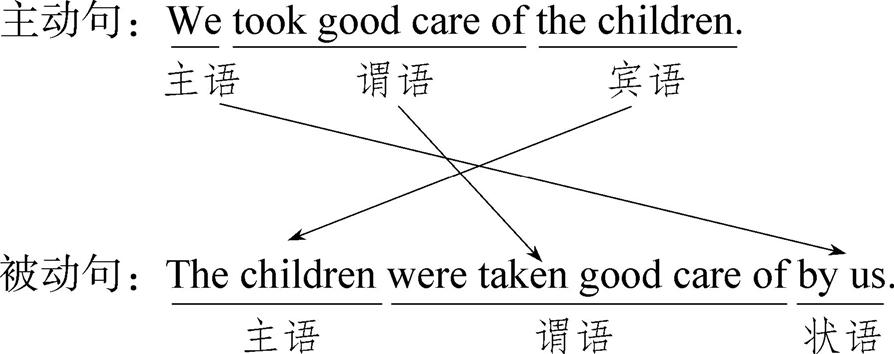 主动句：We took good care of the children.
主语 谓语 宾语
被动句：The children were taken good care of by us.
主语 谓语 状语